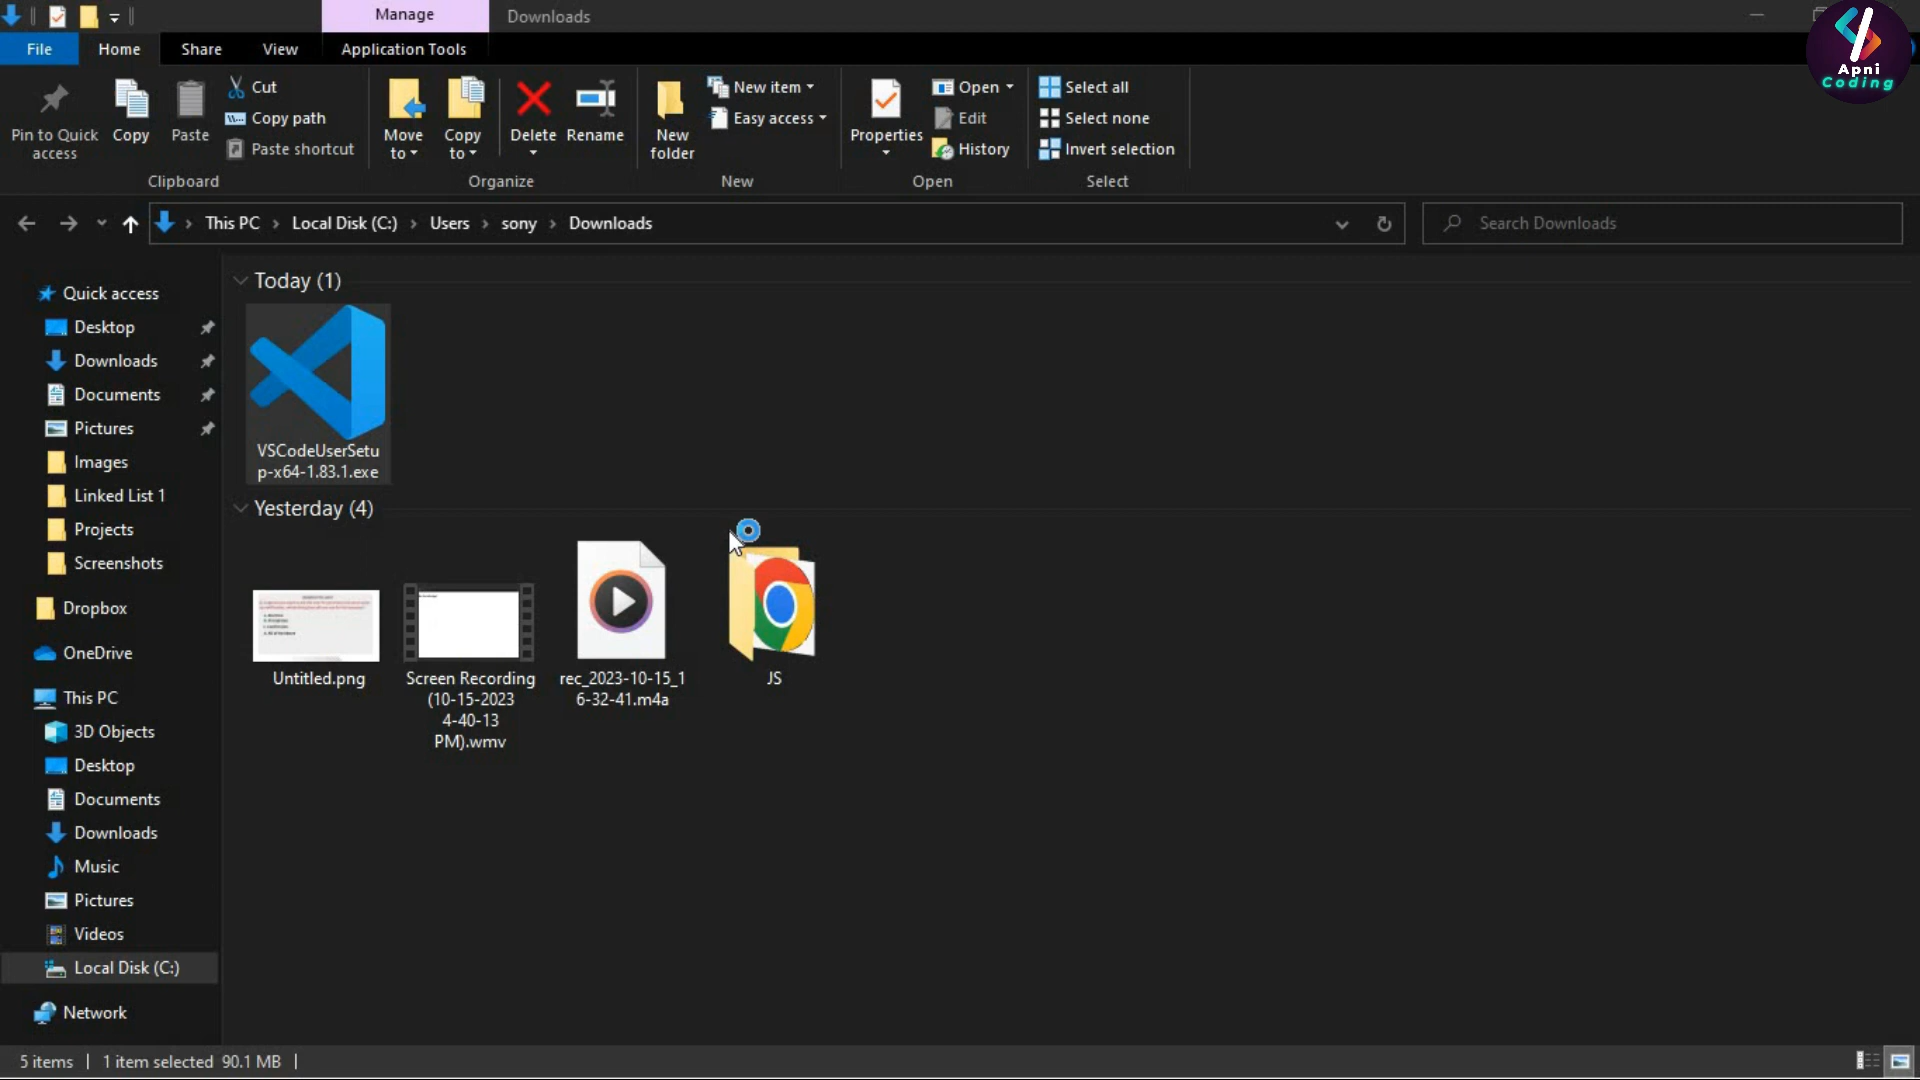 Manage
Downloads
File
Home
Share
View
Application Tools
Pin to Quick
access
Copy
Paste
Cut
Copy path
Paste shortcut
Clipboard
Move
to
Copy
to
Delete
Rename
Organize
New
folder
New item
Easy access
New
Properties
Open
Edit
History
Open
Select all
Select none
Invert selection
Select
Apni
Coding
This PC
Local Disk (C:)
Users
sony
Downloads
Search Downloads
Quick access
Desktop
Downloads
Documents
Pictures
Images
Linked List 1
Projects
Screenshots
Dropbox
OneDrive
This PC
3D Objects
Desktop
Documents
Downloads
Music
Pictures
Videos
Local Disk (C:)
Network
Today (1)
VSCodeUserSetu
p-x64-1.83.1.exe
Yesterday (4)
Untitled.png
Screen Recording
(10-15-2023
4-40-13
PM).wmv
rec_2023-10-15_1
6-32-41.m4a
JS
5 items
1 item selected 90.1 MB